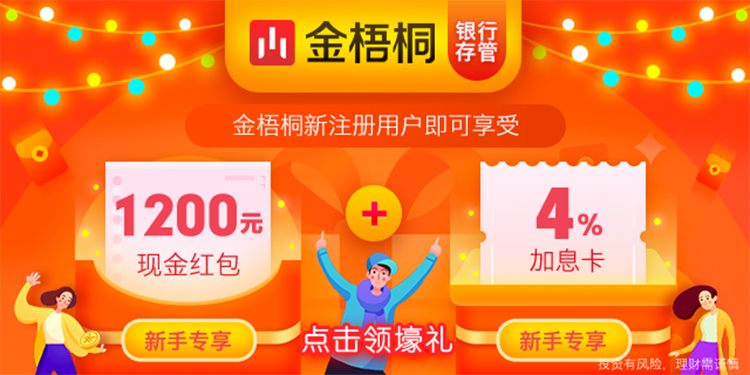 金梧桐
银行
存管
金梧桐新注册用户即可享受
1200元
现金红包
+
4%
加息卡
新手专享
点击领壕礼
新手专享
投资有风险，理财需谨慎